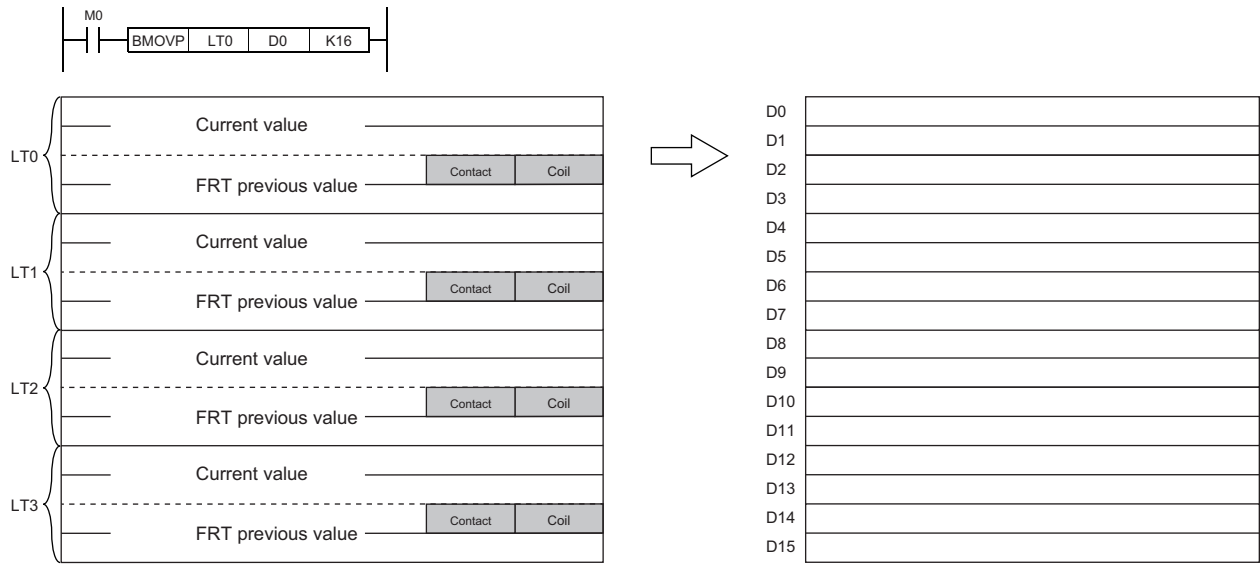 M0
BMOVP LT0 D0 K16
LT0
Current value
Contact Coil
FRT previous value
LT1
Current value
Contact Coil
FRT previous value
LT2
Current value
Contact Coil
FRT previous value
LT3
Current value
Contact Coil
FRT previous value
D0
D1
D2
D3
D4
D5
D6
D7
D8
D9
D10
D11
D12
D13
D14
D15